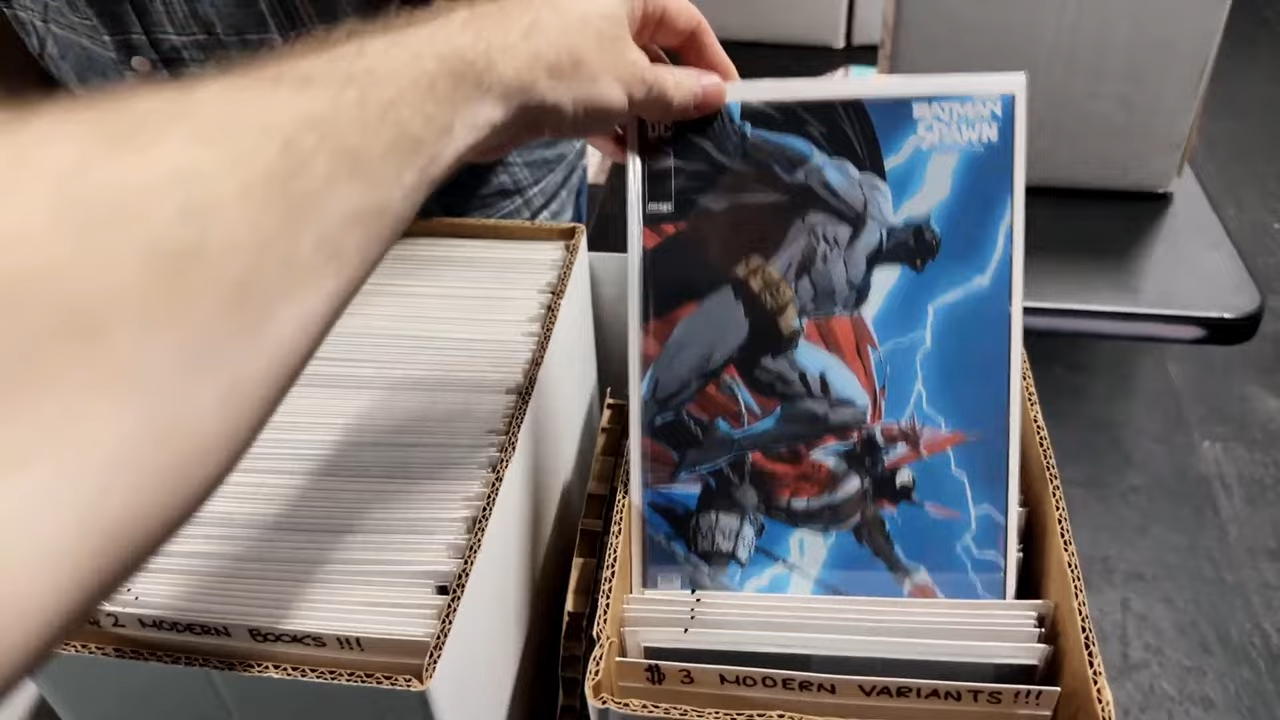 DC
BATMAN
SPAWN
$2 MODERN BOOKS!!!
$3 MODERN VARIANTS!!!